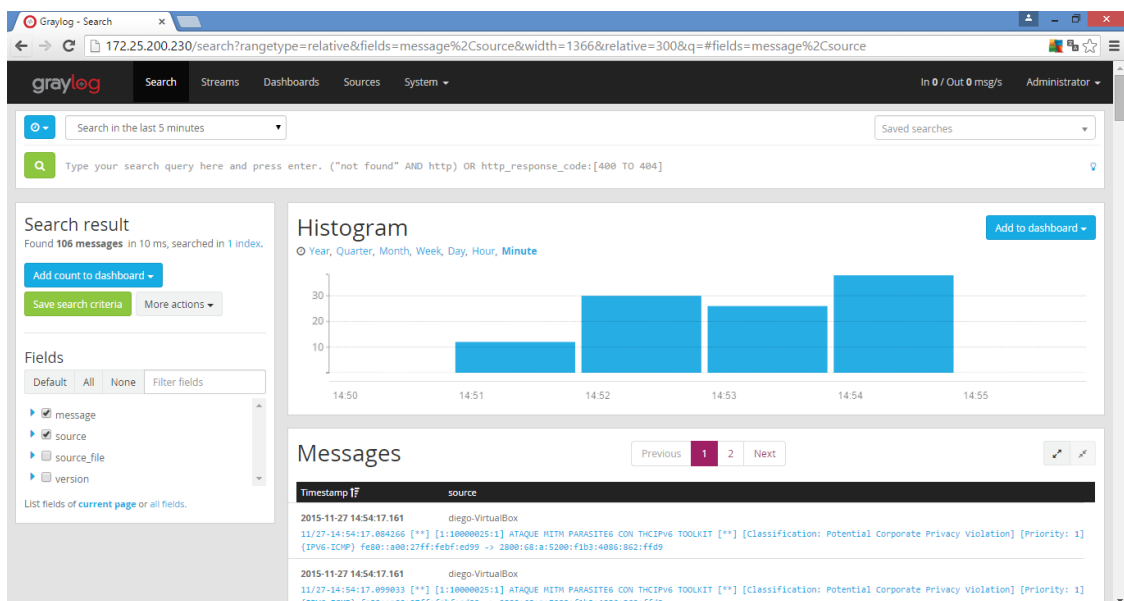 Graylog - Search
172.25.200.230/search?rangetype=relative&fields=message%2Csource&width=1366&relative=300&q=#fields=message%2Csource
graylog Search Streams Dashboards Sources System In 0 / Out 0 msg/s Administrator
Search in the last 5 minutes Saved searches
Type your search query here and press enter. ("not found" AND http) OR http_response_code:[400 TO 404]
Search result
Found 106 messages in 10 ms, searched in 1 index.
Add count to dashboard
Save search criteria More actions
Fields
Default All None Filter fields
message
source
source_file
version
List fields of current page or all fields.
Histogram
Add to dashboard
Year, Quarter, Month, Week, Day, Hour, Minute
30
20
10
14:50 14:51 14:52 14:53 14:54 14:55
Messages
Previous 1 2 Next
Timestamp source
2015-11-27 14:54:17.161 diego-VirtualBox
11/27-14:54:17.084266 [**] [1:10000025:1] ATAQUE MITM PARASITE6 CON THCIPv6 TOOLKIT [**] [Classification: Potential Corporate Privacy Violation] [Priority: 1]
{IPV6-ICMP} fe80::a00:27ff:febf:ed99 -> 2800:68:a:5200:f1b3:4086:862:ffd9
2015-11-27 14:54:17.161 diego-VirtualBox
11/27-14:54:17.099033 [**] [1:10000025:1] ATAQUE MITM PARASITE6 CON THCIPv6 TOOLKIT [**] [Classification: Potential Corporate Privacy Violation] [Priority: 1]